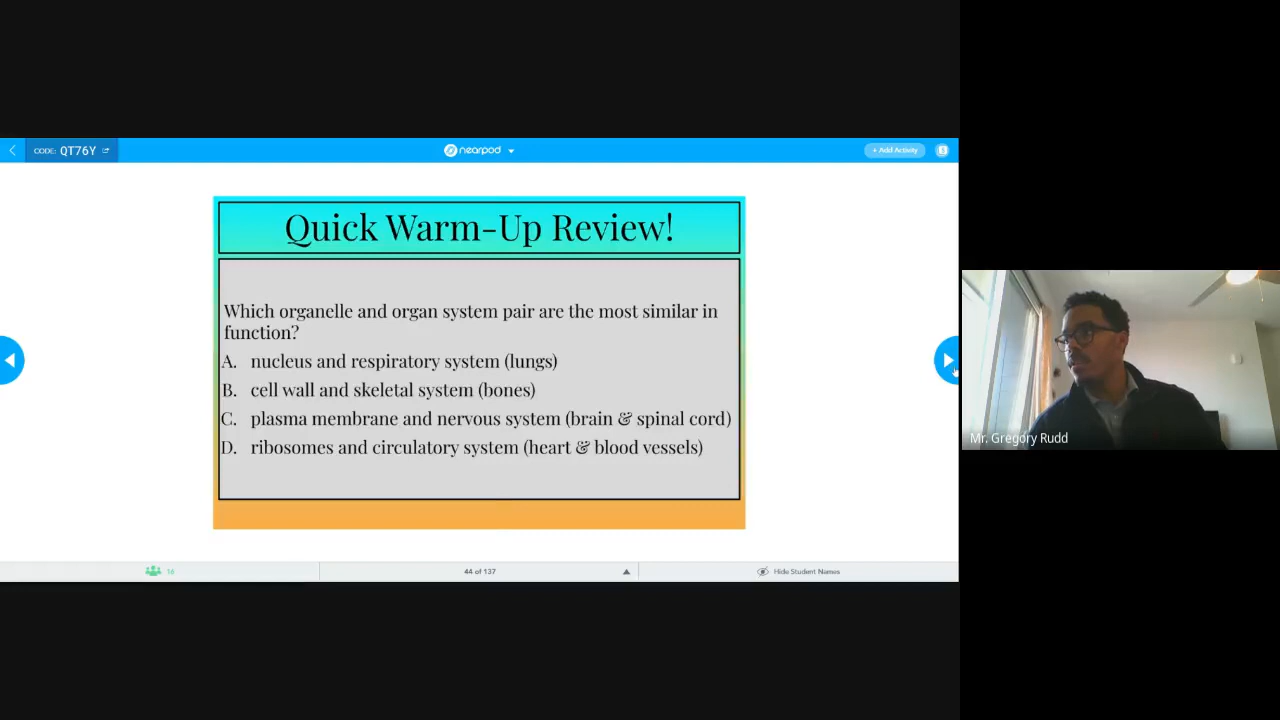 CODE: QT76Y
nearpod
+ Add Activity
Quick Warm-Up Review!
Which organelle and organ system pair are the most similar in
function?
A. nucleus and respiratory system (lungs)
B. cell wall and skeletal system (bones)
C. plasma membrane and nervous system (brain & spinal cord)
D. ribosomes and circulatory system (heart & blood vessels)
Mr. Gregory Rudd
44 of 137
Hide Student Names